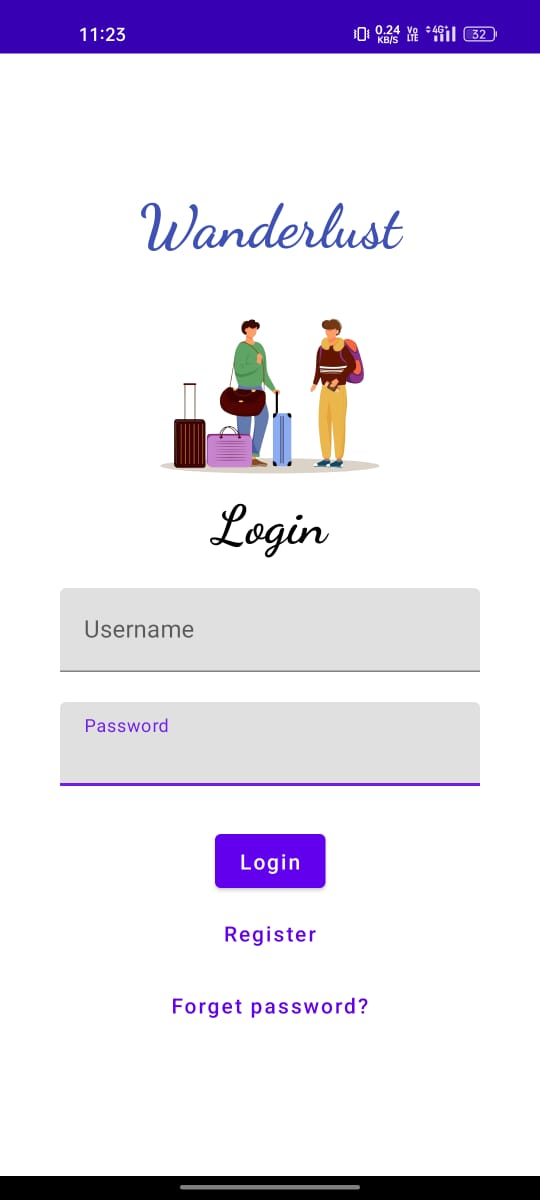 11:23 0.24 KB/S Vo LTE 4G+ 32
Wanderlust
Login
Username
Password
Login
Register
Forget password?